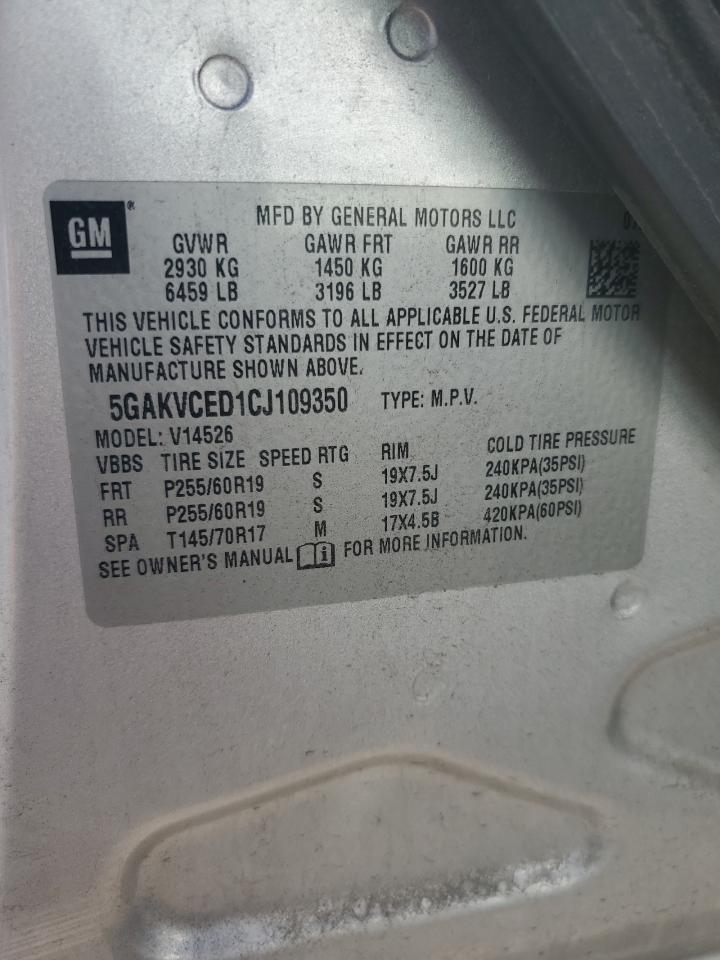 GM®
MFD BY GENERAL MOTORS LLC
GVWR GAWR FRT GAWR RR
2930 KG 1450 KG 1600 KG
6459 LB 3196 LB 3527 LB
THIS VEHICLE CONFORMS TO ALL APPLICABLE U.S. FEDERAL MOTOR
VEHICLE SAFETY STANDARDS IN EFFECT ON THE DATE OF
MANUFACTURE SHOWN ABOVE.
5GAKVCED1CJ109350 TYPE: M.P.V.
MODEL: V14526
VBBS TIRE SIZE SPEED RTG RIM COLD TIRE PRESSURE
FRT P255/60R19 S 19X7.5J 240KPA(35PSI)
RR P255/60R19 S 19X7.5J 240KPA(35PSI)
SPA T145/70R17 M 17X4.5B 420KPA(60PSI)
SEE OWNER'S MANUAL FOR MORE INFORMATION.